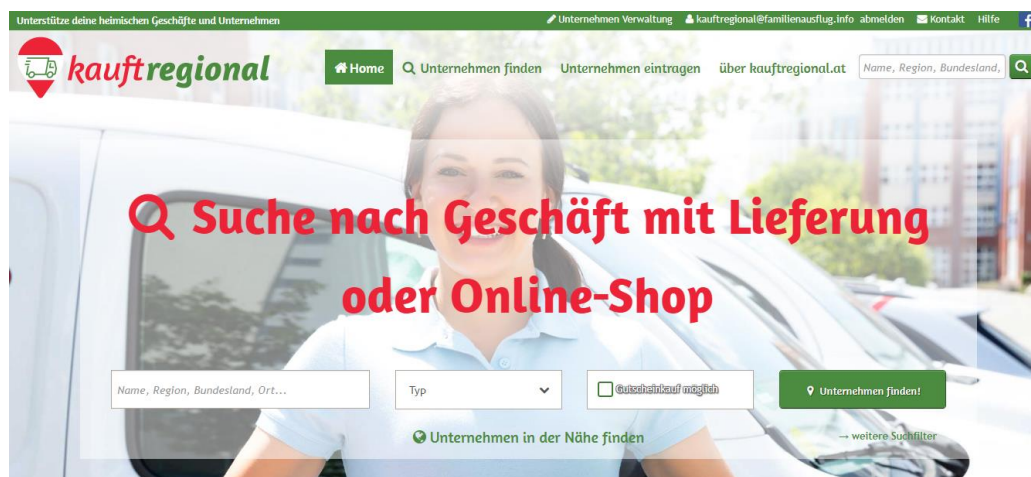 Unterstütze deine heimischen Geschäfte und Unternehmen
Unternehmen Verwaltung kauftregional@familienausflug.info abmelden Kontakt Hilfe f
kauftregional
Home Unternehmen finden Unternehmen eintragen über kauftregional.at Name, Region, Bundesland,
Suche nach Geschäft mit Lieferung
oder Online-Shop
Name, Region, Bundesland, Ort... Typ Gutscheinkauf möglich Unternehmen finden!
Unternehmen in der Nähe finden → weitere Suchfilter